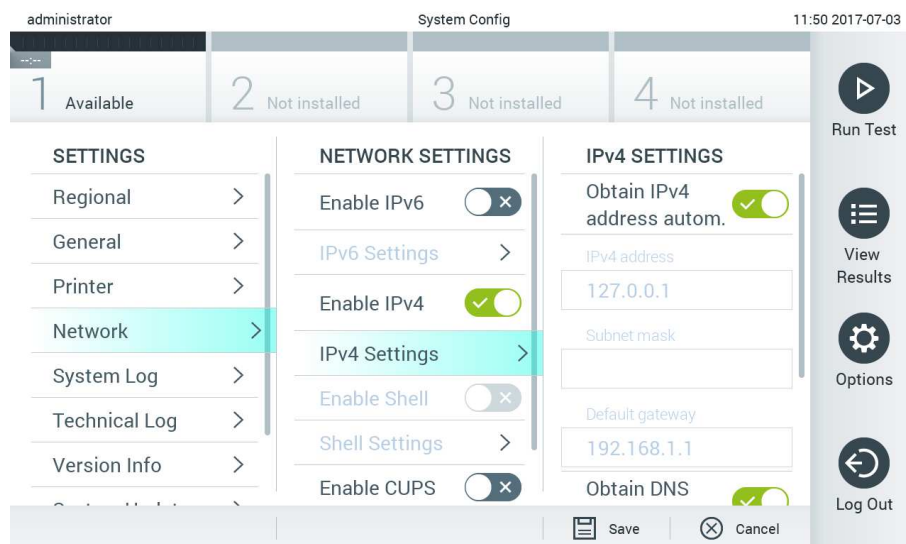 administrator
System Config
11:50 2017-07-03
--:--
1 Available
2 Not installed
3 Not installed
4 Not installed
SETTINGS
Regional
General
Printer
Network
System Log
Technical Log
Version Info
NETWORK SETTINGS
Enable IPv6
IPv6 Settings
Enable IPv4
IPv4 Settings
Enable Shell
Shell Settings
Enable CUPS
IPv4 SETTINGS
Obtain IPv4
address autom.
IPv4 address
127.0.0.1
Subnet mask
Default gateway
192.168.1.1
Obtain DNS
Run Test
View
Results
Options
Log Out
Save
Cancel